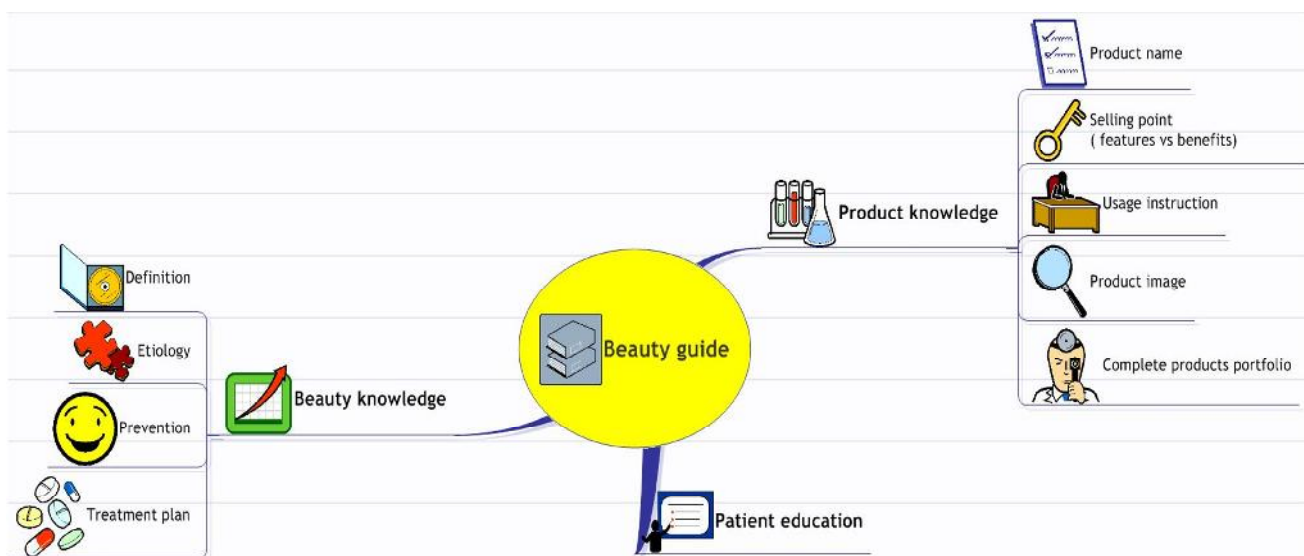 Product name
Selling point
( features vs benefits)
Product knowledge
Usage instruction
Product image
Complete products portfolio
Definition
Etiology
Beauty guide
Beauty knowledge
Prevention
Treatment plan
Patient education